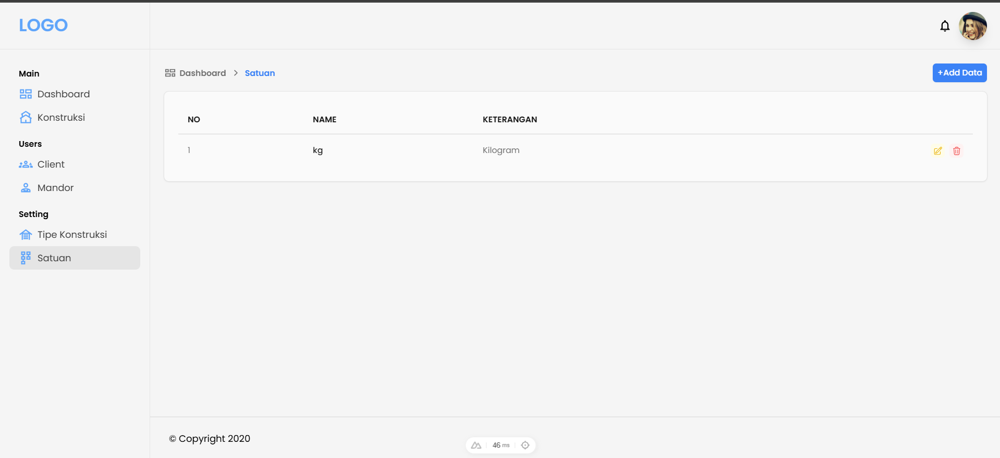 LOGO
Main
Dashboard
Konstruksi
Users
Client
Mandor
Setting
Tipe Konstruksi
Satuan
Dashboard > Satuan
+Add Data
NO NAME KETERANGAN
1 kg Kilogram
© Copyright 2020
46 ms